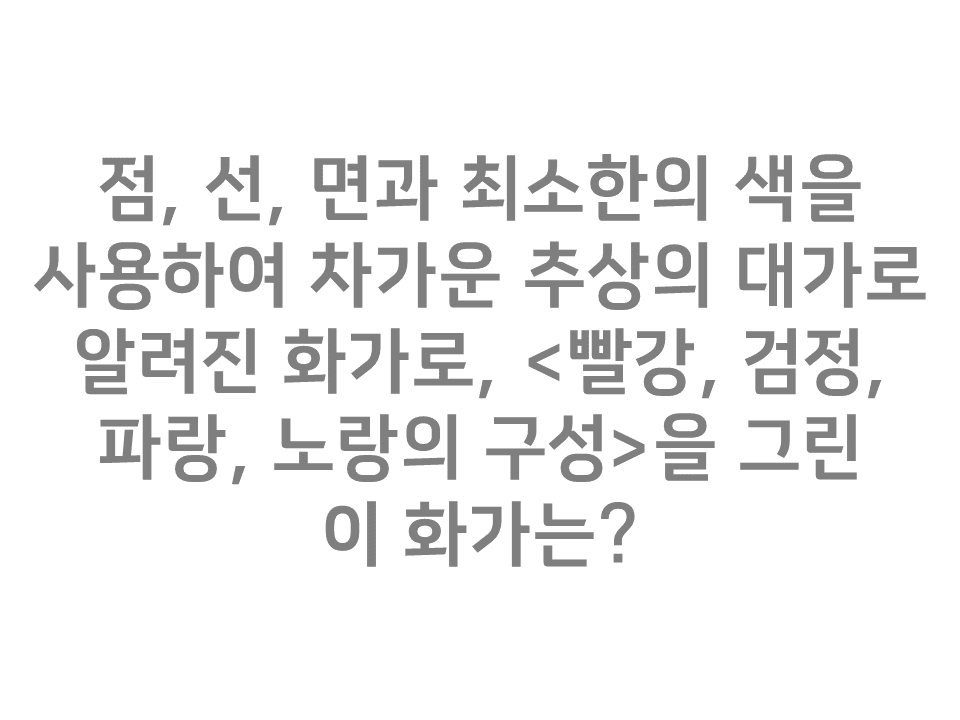 점, 선, 면과 최소한의 색을
사용하여 차가운 추상의 대가로
알려진 화가로, <빨강, 검정,
파랑, 노랑의 구성>을 그린
이 화가는?